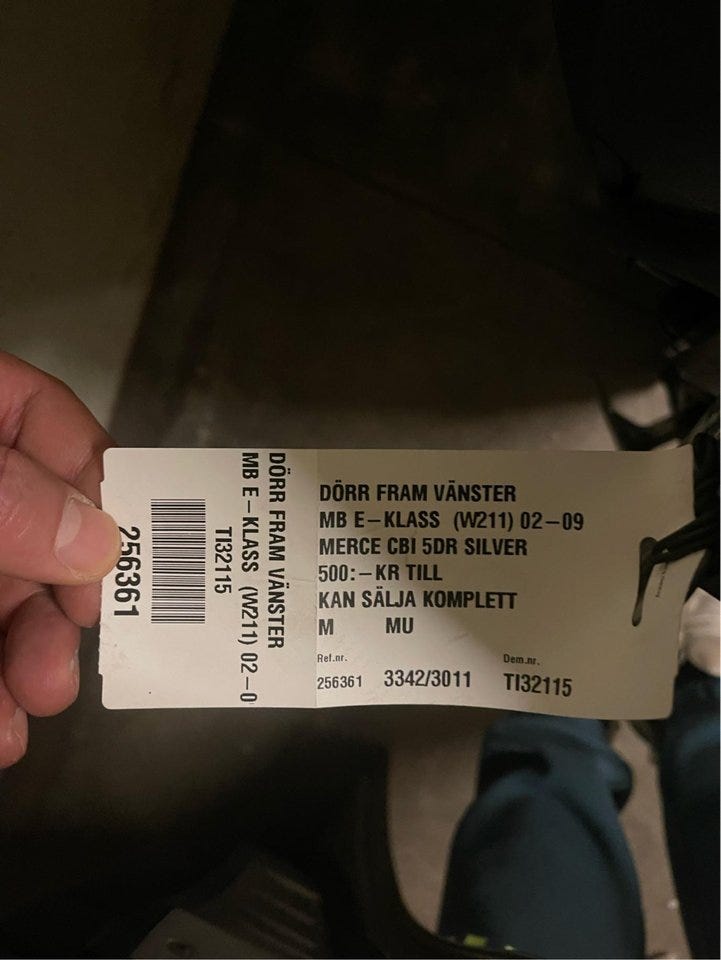 DÖRR FRAM VÄNSTER
MB E-KLASS (W211) 02-0
TI32115
256361
DÖRR FRAM VÄNSTER
MB E-KLASS (W211) 02-09
MERCE CBI 5DR SILVER
500:-KR TILL
KAN SÄLJA KOMPLETT
M MU
Ref.nr. Dem.nr.
256361 3342/3011 TI32115